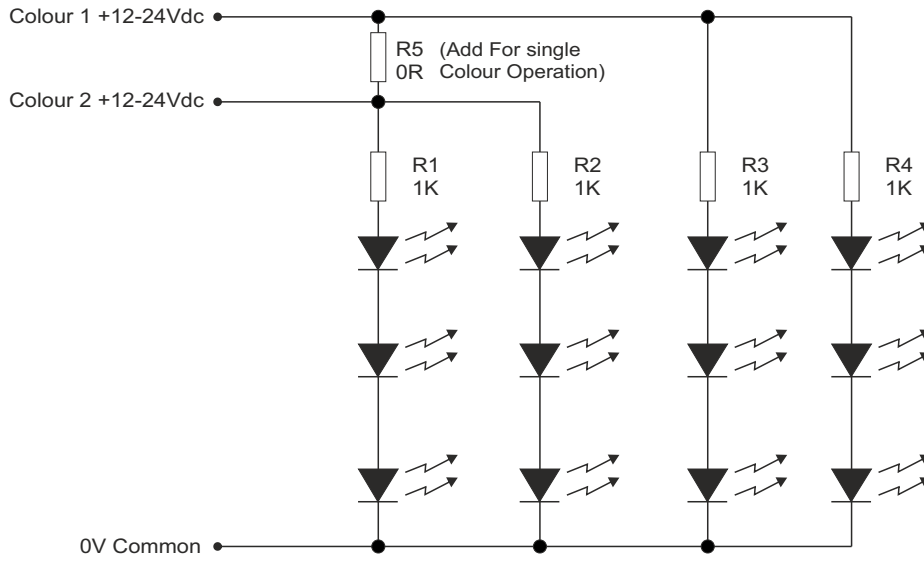 Colour 1 +12-24Vdc
R5 (Add For single
0R Colour Operation)
Colour 2 +12-24Vdc
R1
1K
R2
1K
R3
1K
R4
1K
0V Common